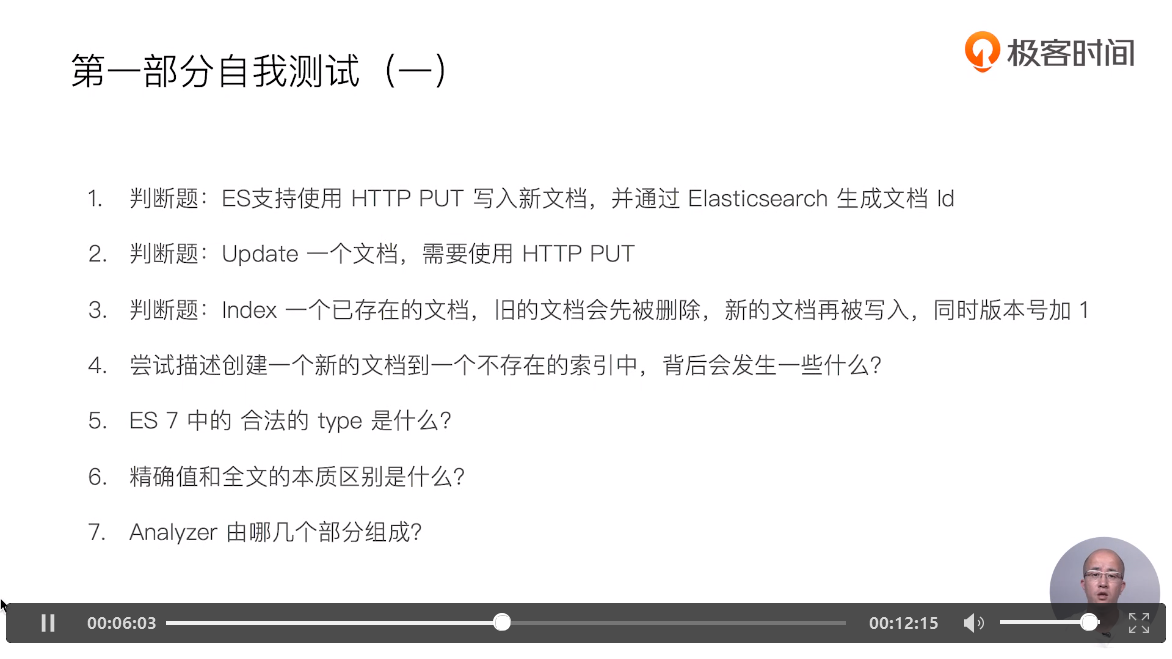 第一部分自我测试（一）
极客时间
1. 判断题：ES支持使用 HTTP PUT 写入新文档，并通过 Elasticsearch 生成文档 Id
2. 判断题：Update 一个文档，需要使用 HTTP PUT
3. 判断题：Index 一个已存在的文档，旧的文档会先被删除，新的文档再被写入，同时版本号加 1
4. 尝试描述创建一个新的文档到一个不存在的索引中，背后会发生一些什么？
5. ES 7 中的 合法的 type 是什么？
6. 精确值和全文的本质区别是什么？
7. Analyzer 由哪几个部分组成？
00:06:03 00:12:15